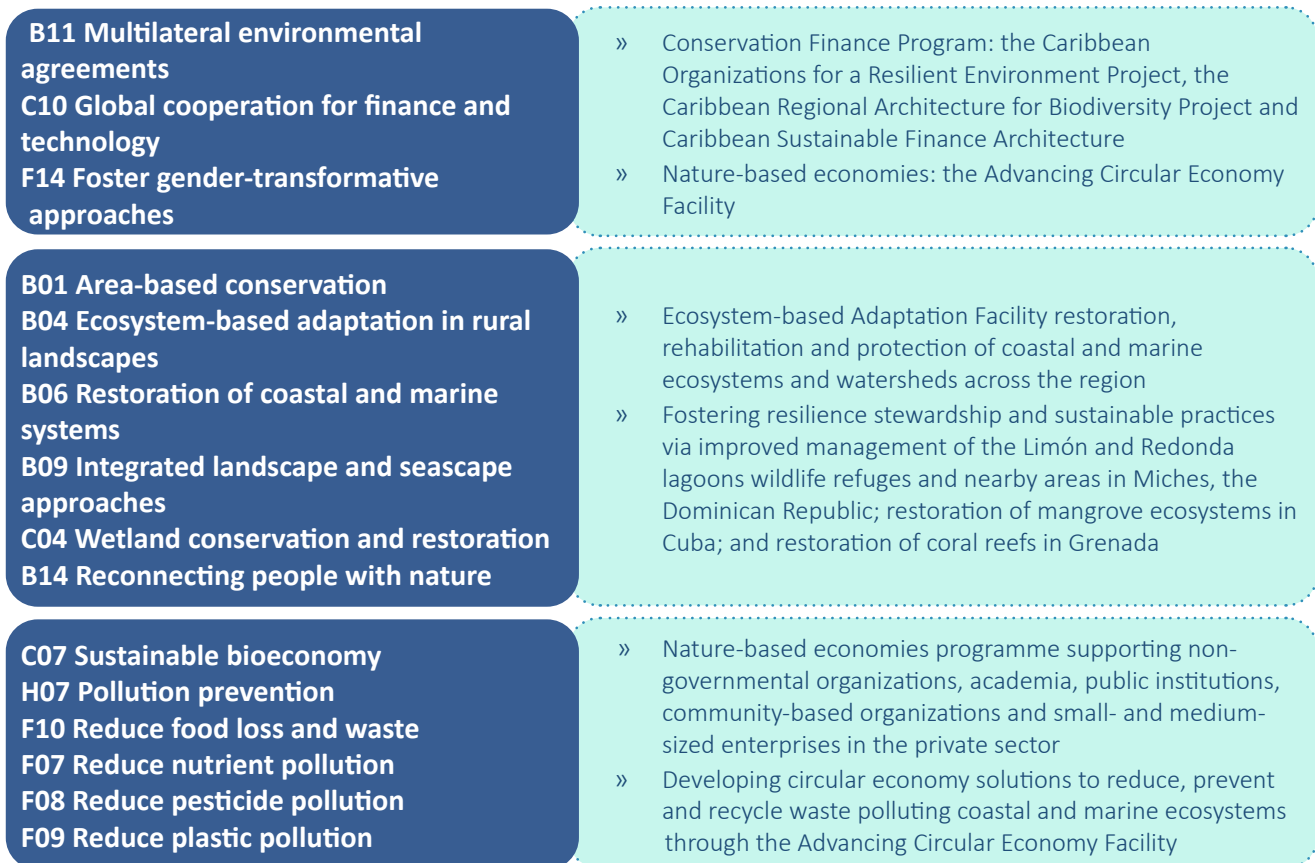 B11 Multilateral environmental
agreements
C10 Global cooperation for finance and
technology
F14 Foster gender-transformative
approaches
» Conservation Finance Program: the Caribbean
Organizations for a Resilient Environment Project, the
Caribbean Regional Architecture for Biodiversity Project and
Caribbean Sustainable Finance Architecture
» Nature-based economies: the Advancing Circular Economy
Facility
B01 Area-based conservation
B04 Ecosystem-based adaptation in rural
landscapes
B06 Restoration of coastal and marine
systems
B09 Integrated landscape and seascape
approaches
C04 Wetland conservation and restoration
B14 Reconnecting people with nature
» Ecosystem-based Adaptation Facility restoration,
rehabilitation and protection of coastal and marine
ecosystems and watersheds across the region
» Fostering resilience stewardship and sustainable practices
via improved management of the Limón and Redonda
lagoons wildlife refuges and nearby areas in Miches, the
Dominican Republic; restoration of mangrove ecosystems in
Cuba; and restoration of coral reefs in Grenada
C07 Sustainable bioeconomy
H07 Pollution prevention
F10 Reduce food loss and waste
F07 Reduce nutrient pollution
F08 Reduce pesticide pollution
F09 Reduce plastic pollution
» Nature-based economies programme supporting non-
governmental organizations, academia, public institutions,
community-based organizations and small- and medium-
sized enterprises in the private sector
» Developing circular economy solutions to reduce, prevent
and recycle waste polluting coastal and marine ecosystems
through the Advancing Circular Economy Facility